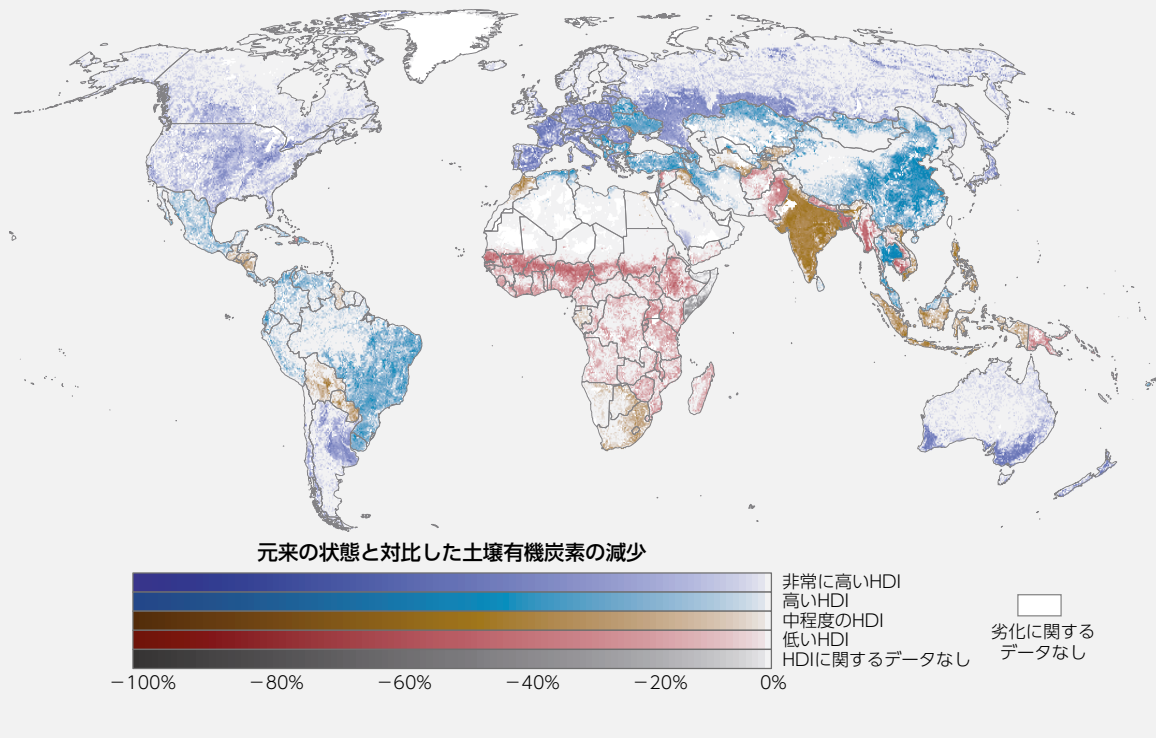 元来の状態と対比した土壌有機炭素の減少
非常に高いHDI
高いHDI
中程度のHDI
低いHDI
HDIに関するデータなし
−100% −80% −60% −40% −20% 0%
劣化に関する
データなし